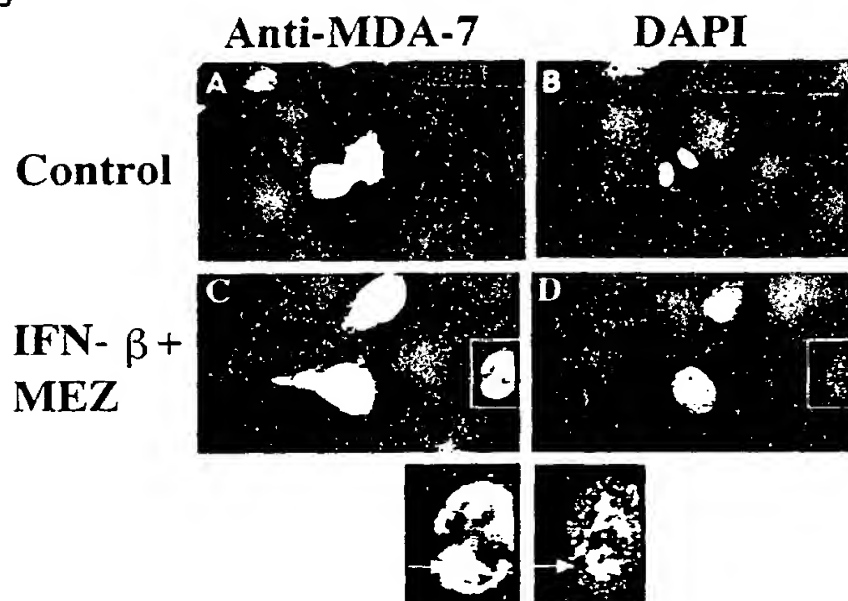 Anti-MDA-7 DAPI
A B
Control
C D
IFN- β +
MEZ